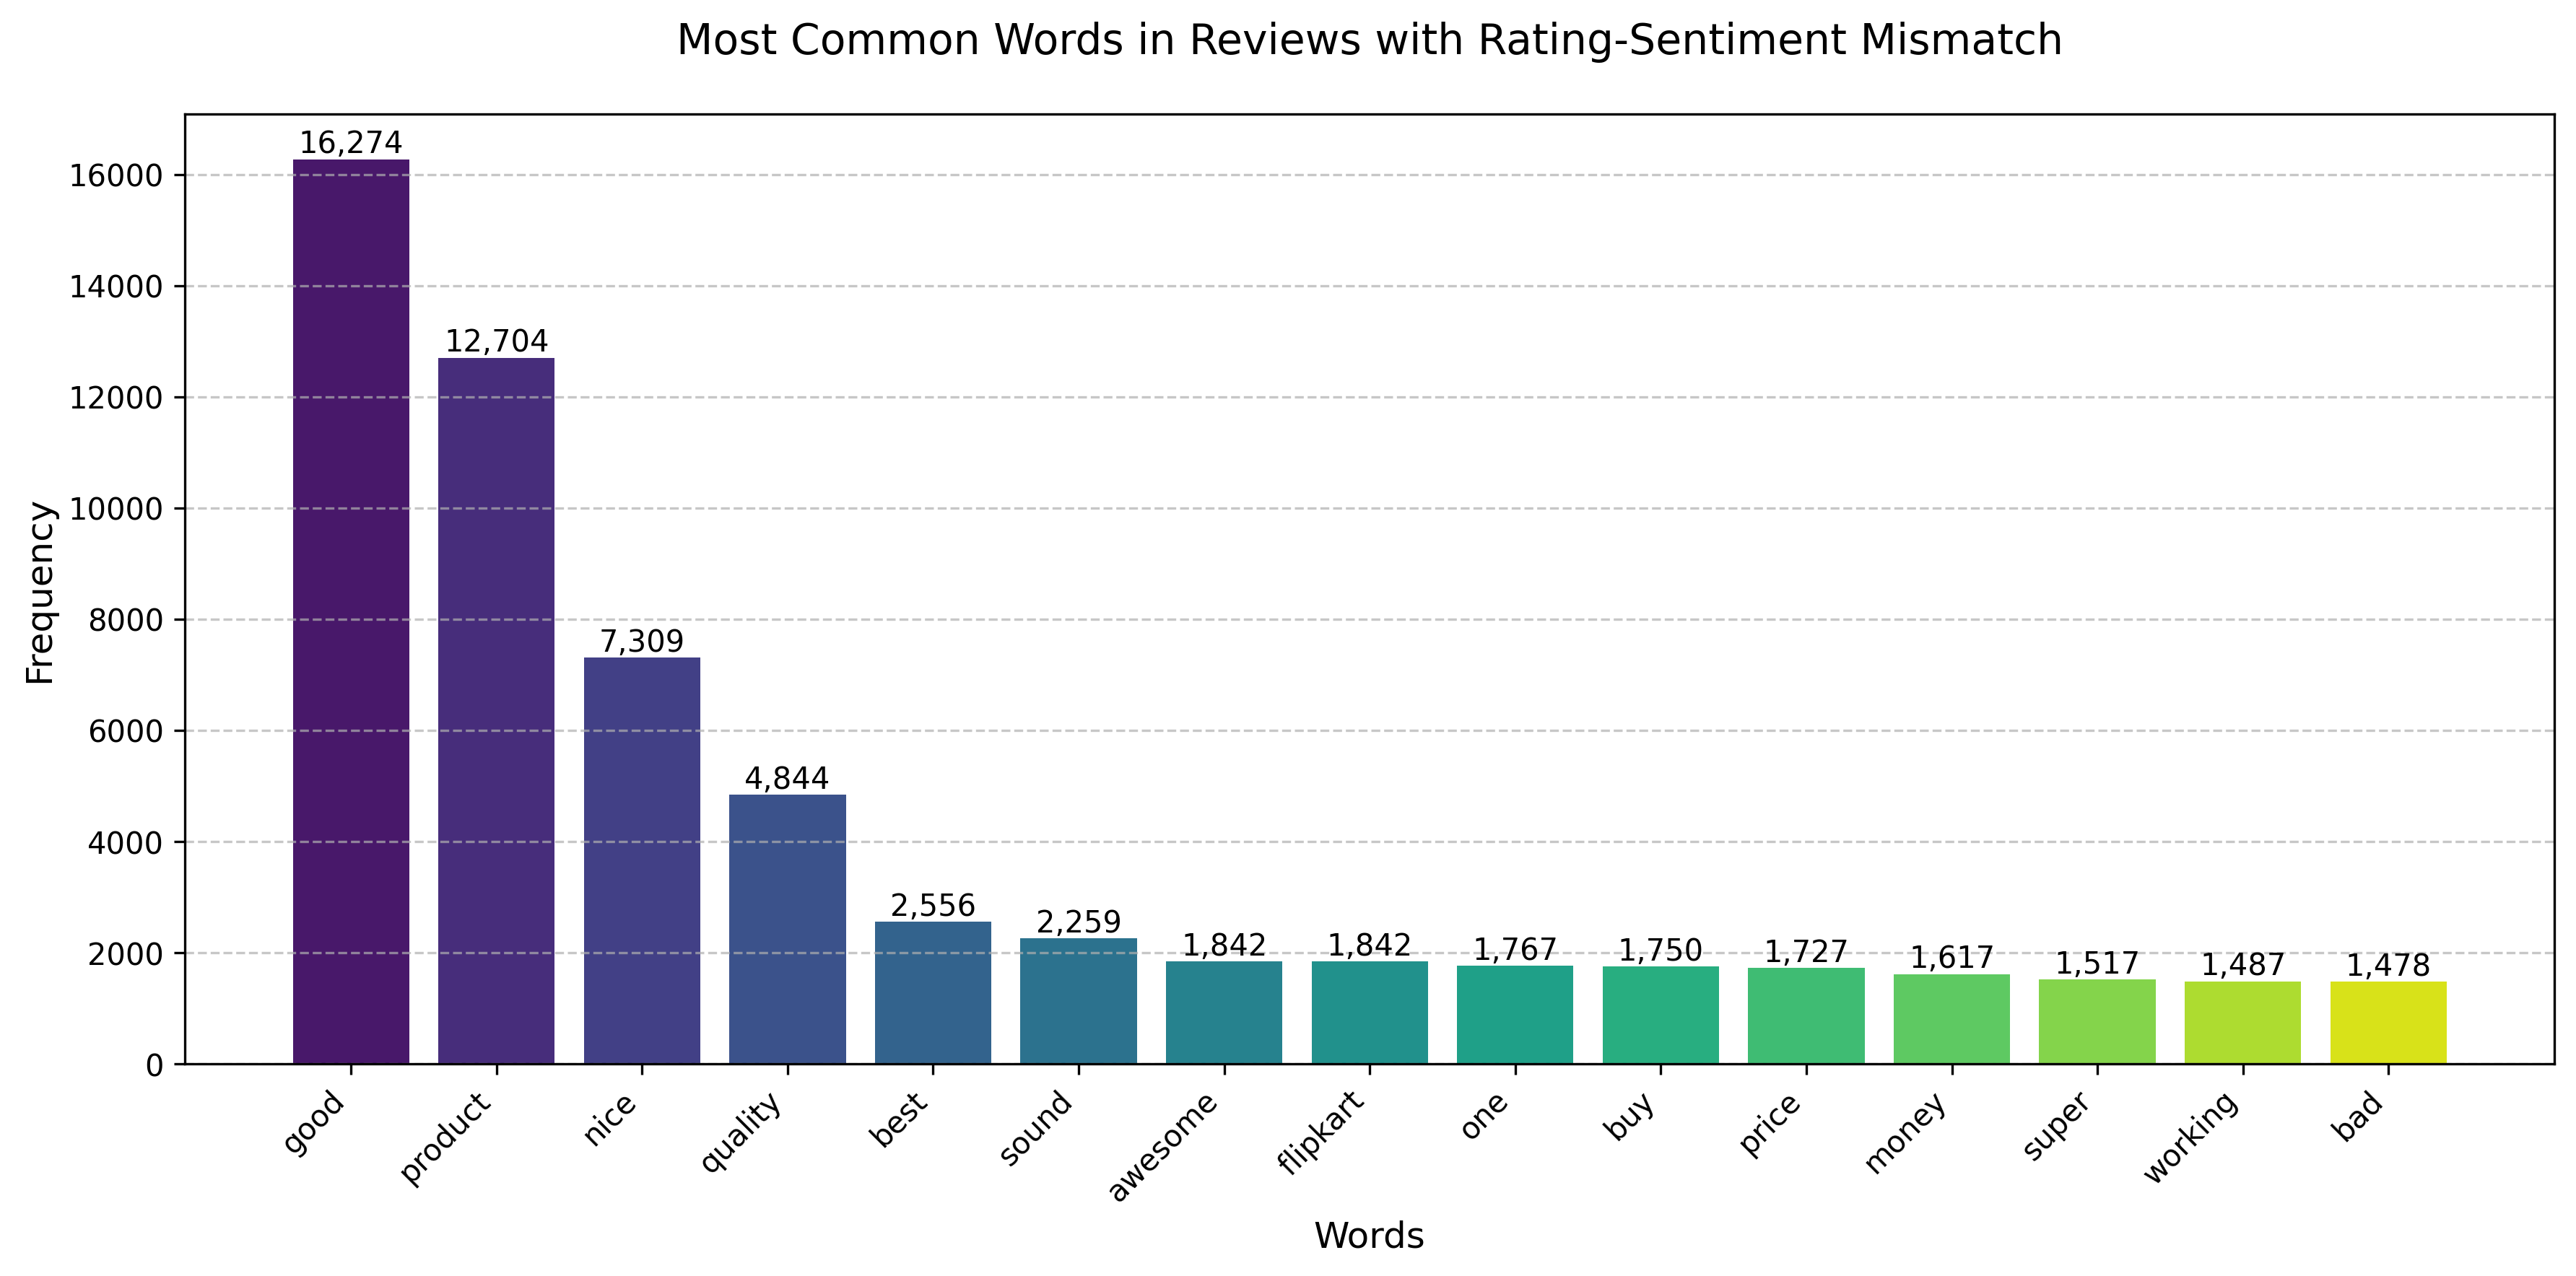 Most Common Words in Reviews with Rating-Sentiment Mismatch
Frequency
16000
14000
12000
10000
8000
6000
4000
2000
0
16,274
12,704
7,309
4,844
2,556
2,259
1,842
1,842
1,767
1,750
1,727
1,617
1,517
1,487
1,478
good
product
nice
quality
best
sound
awesome
flipkart
one
buy
price
money
super
working
bad
Words